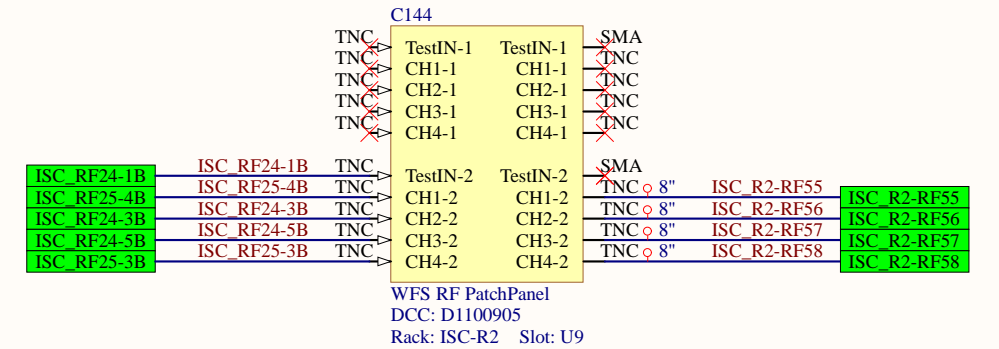 C144
TNC TestIN-1 TestIN-1 SMA
TNC CH1-1 CH1-1 TNC
TNC CH2-1 CH2-1 TNC
TNC CH3-1 CH3-1 TNC
TNC CH4-1 CH4-1 TNC
ISC_RF24-1B ISC_RF24-1B TNC TestIN-2 TestIN-2 SMA
ISC_RF25-4B ISC_RF25-4B TNC CH1-2 CH1-2 TNC 8" ISC_R2-RF55 ISC_R2-RF55
ISC_RF24-3B ISC_RF24-3B TNC CH2-2 CH2-2 TNC 8" ISC_R2-RF56 ISC_R2-RF56
ISC_RF24-5B ISC_RF24-5B TNC CH3-2 CH3-2 TNC 8" ISC_R2-RF57 ISC_R2-RF57
ISC_RF25-3B ISC_RF25-3B TNC CH4-2 CH4-2 TNC 8" ISC_R2-RF58 ISC_R2-RF58
WFS RF PatchPanel
DCC: D1100905
Rack: ISC-R2 Slot: U9